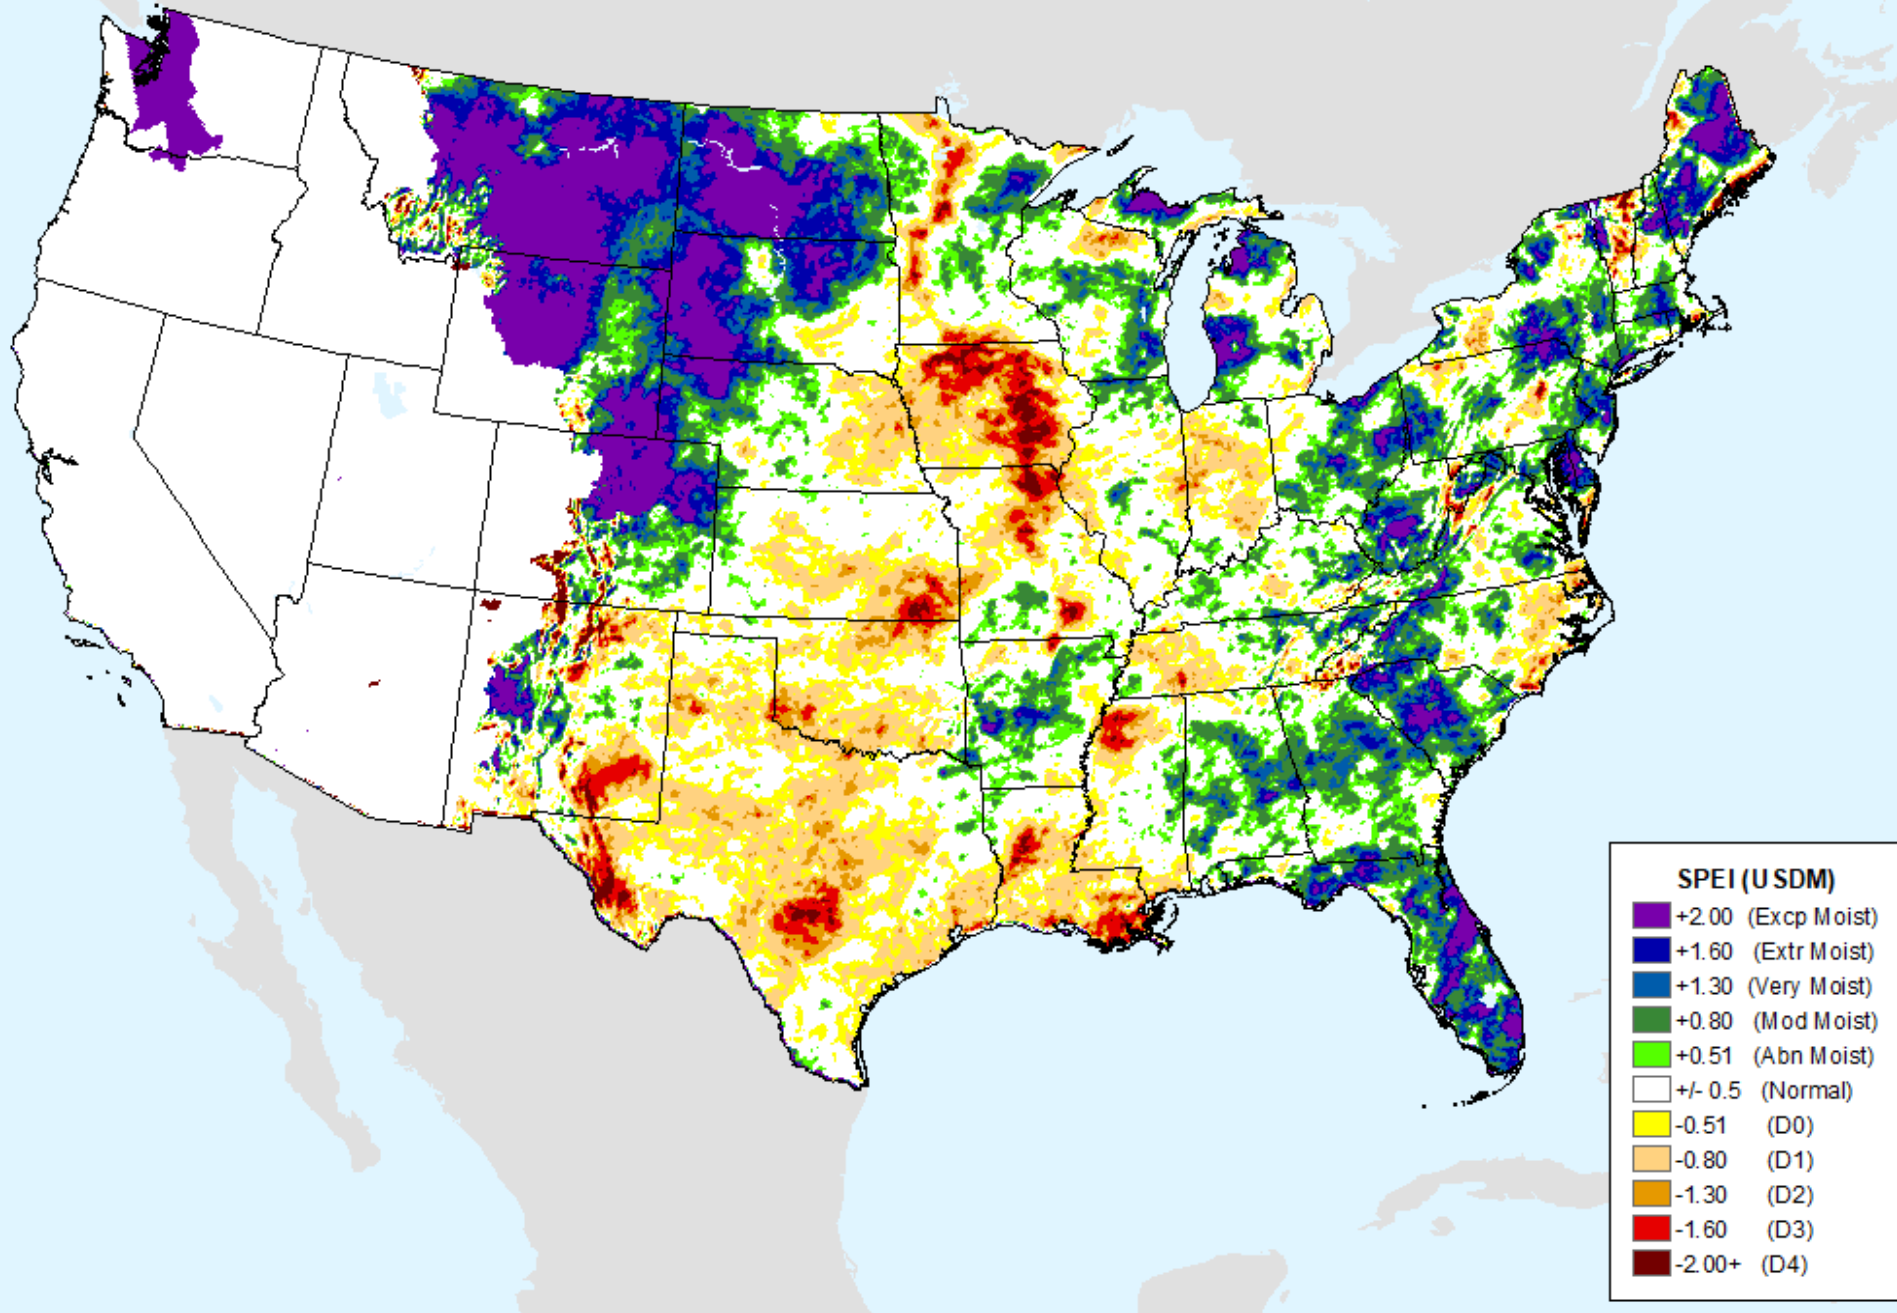 SPEI (USDM)
+2.00 (Excp Moist)
+1.60 (Extr Moist)
+1.30 (Very Moist)
+0.80 (Mod Moist)
+0.51 (Abn Moist)
+/- 0.5 (Normal)
-0.51 (D0)
-0.80 (D1)
-1.30 (D2)
-1.60 (D3)
-2.00+ (D4)